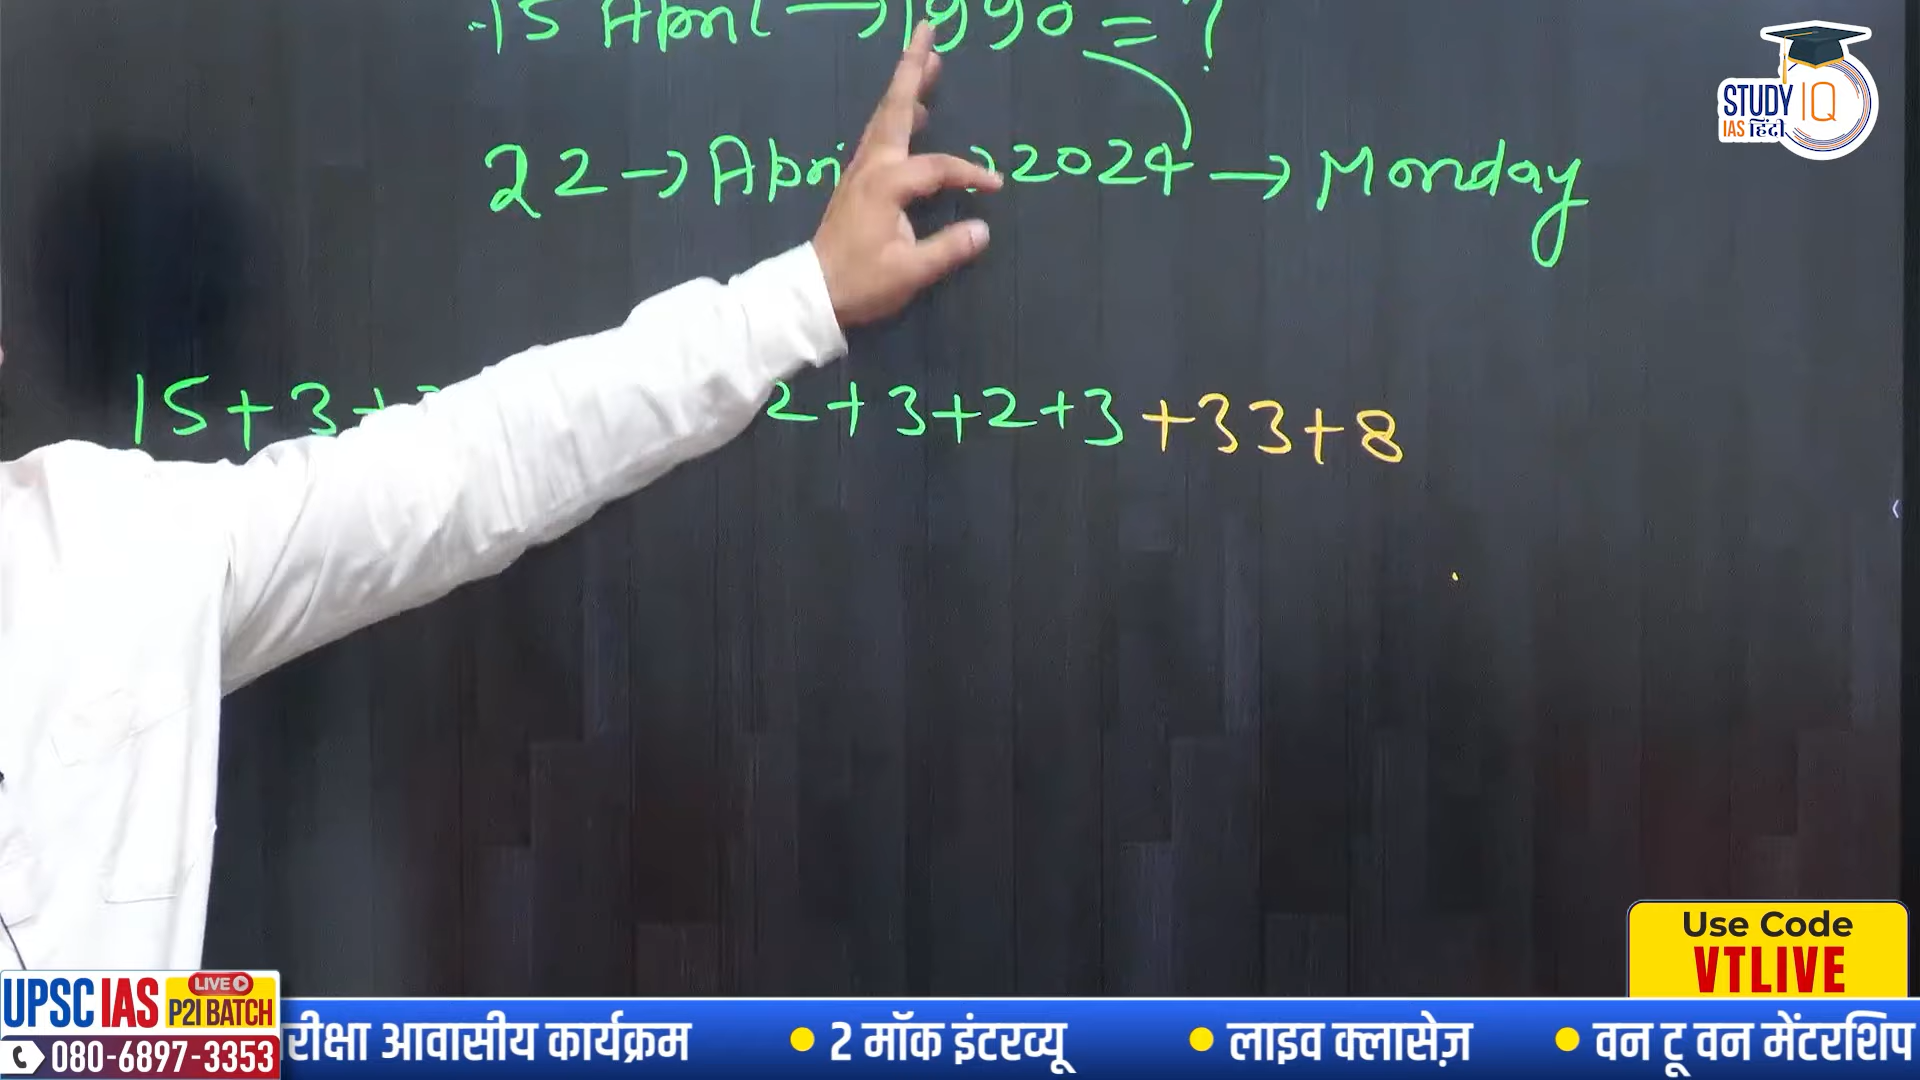 15 April → 1990 = ?
22 → Apri → 2024 → Monday
15+3+ 2+3+2+3+33+8
STUDY IQ
IAS हिंदी
Use Code
VTLIVE
UPSC IAS LIVE
P2I BATCH
080-6897-3353
रीक्षा आवासीय कार्यक्रम • 2 मॉक इंटरव्यू • लाइव क्लासेज़ • वन टू वन मेंटरशिप